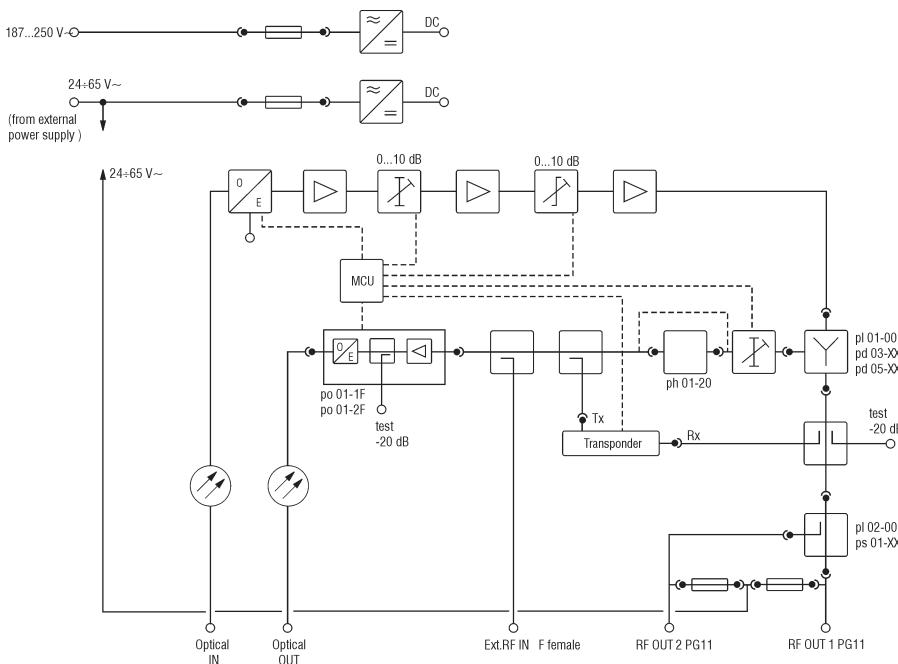 187...250 V~
DC
24÷65 V~
DC
(from external
power supply )
24÷65 V~
0...10 dB
0...10 dB
O
E
MCU
O
E
pl 01-00
pd 03-XX
pd 05-XX
po 01-1F
po 01-2F
ph 01-20
test
-20 dB
Tx
Transponder
Rx
test
-20 dB
pl 02-00
ps 01-XX
Optical
IN
Optical
OUT
Ext.RF IN F female
RF OUT 2 PG11
RF OUT 1 PG11